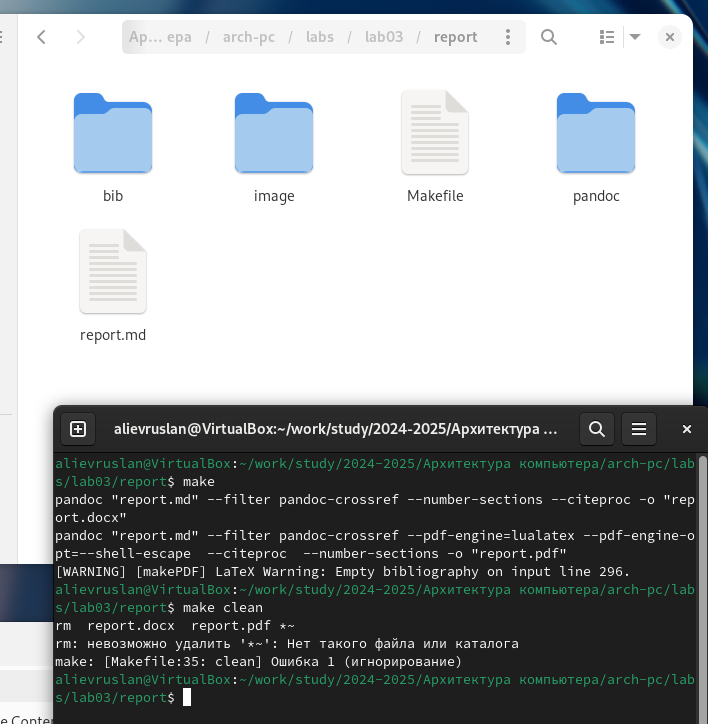 Ар... ера / arch-pc / labs / lab03 / report
bib
image
Makefile
pandoc
report.md
alievruslan@VirtualBox:~/work/study/2024-2025/Архитектура ...
alievruslan@VirtualBox:~/work/study/2024-2025/Архитектура компьютера/arch-pc/lab
s/lab03/report$ make
pandoc "report.md" --filter pandoc-crossref --number-sections --citeproc -o "rep
ort.docx"
pandoc "report.md" --filter pandoc-crossref --pdf-engine=lualatex --pdf-engine-o
pt=--shell-escape  --citeproc  --number-sections -o "report.pdf"
[WARNING] [makePDF] LaTeX Warning: Empty bibliography on input line 296.
alievruslan@VirtualBox:~/work/study/2024-2025/Архитектура компьютера/arch-pc/lab
s/lab03/report$ make clean
rm  report.docx  report.pdf *~
rm: невозможно удалить '*~': Нет такого файла или каталога
make: [Makefile:35: clean] Ошибка 1 (игнорирование)
alievruslan@VirtualBox:~/work/study/2024-2025/Архитектура компьютера/arch-pc/lab
s/lab03/report$